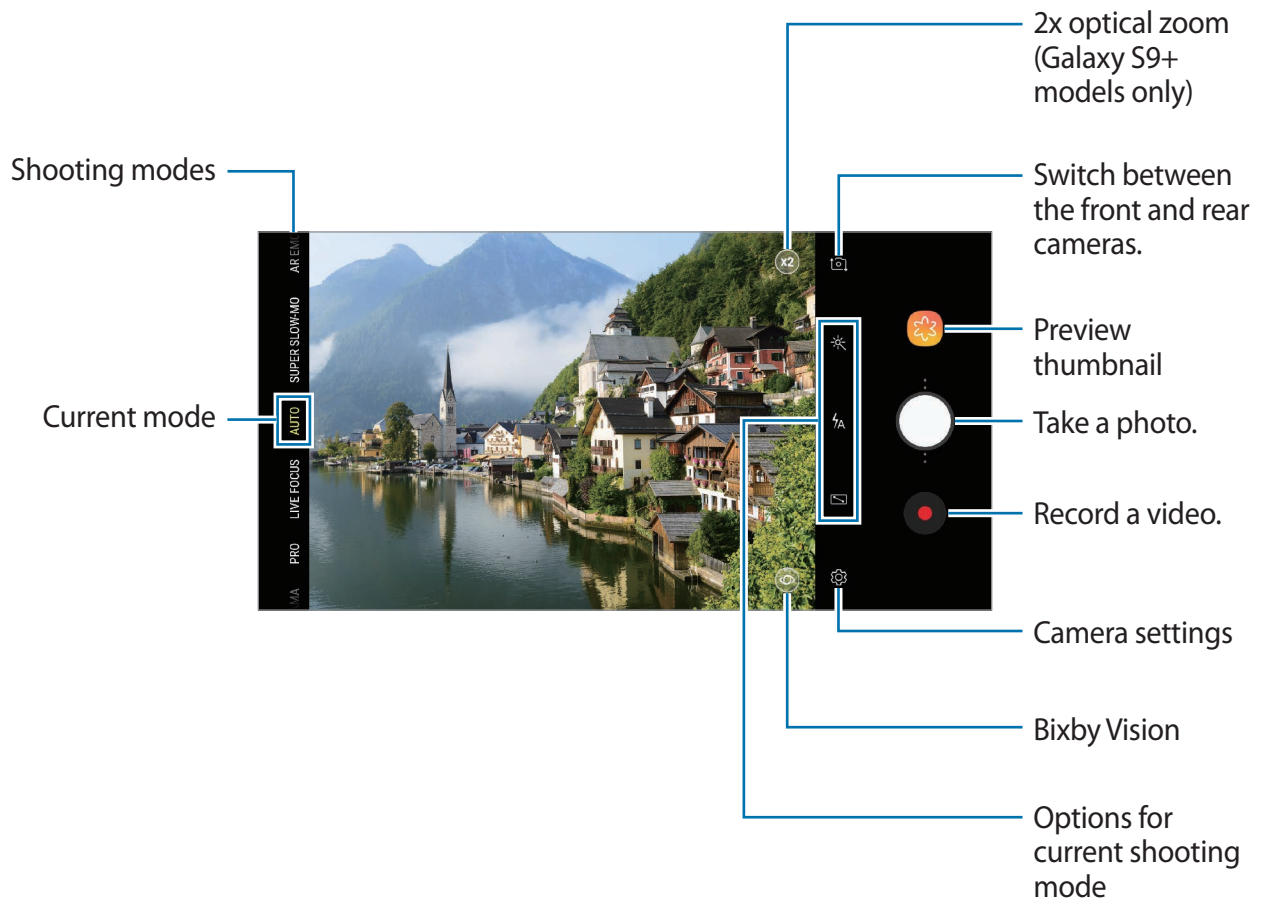 2x optical zoom
(Galaxy S9+
models only)
Shooting modes
Switch between
the front and rear
cameras.
AR EMO
x2
SUPER SLOW-MO
Preview
thumbnail
Current mode
AUTO
A
Take a photo.
LIVE FOCUS
Record a video.
PRO
MA
Camera settings
Bixby Vision
Options for
current shooting
mode